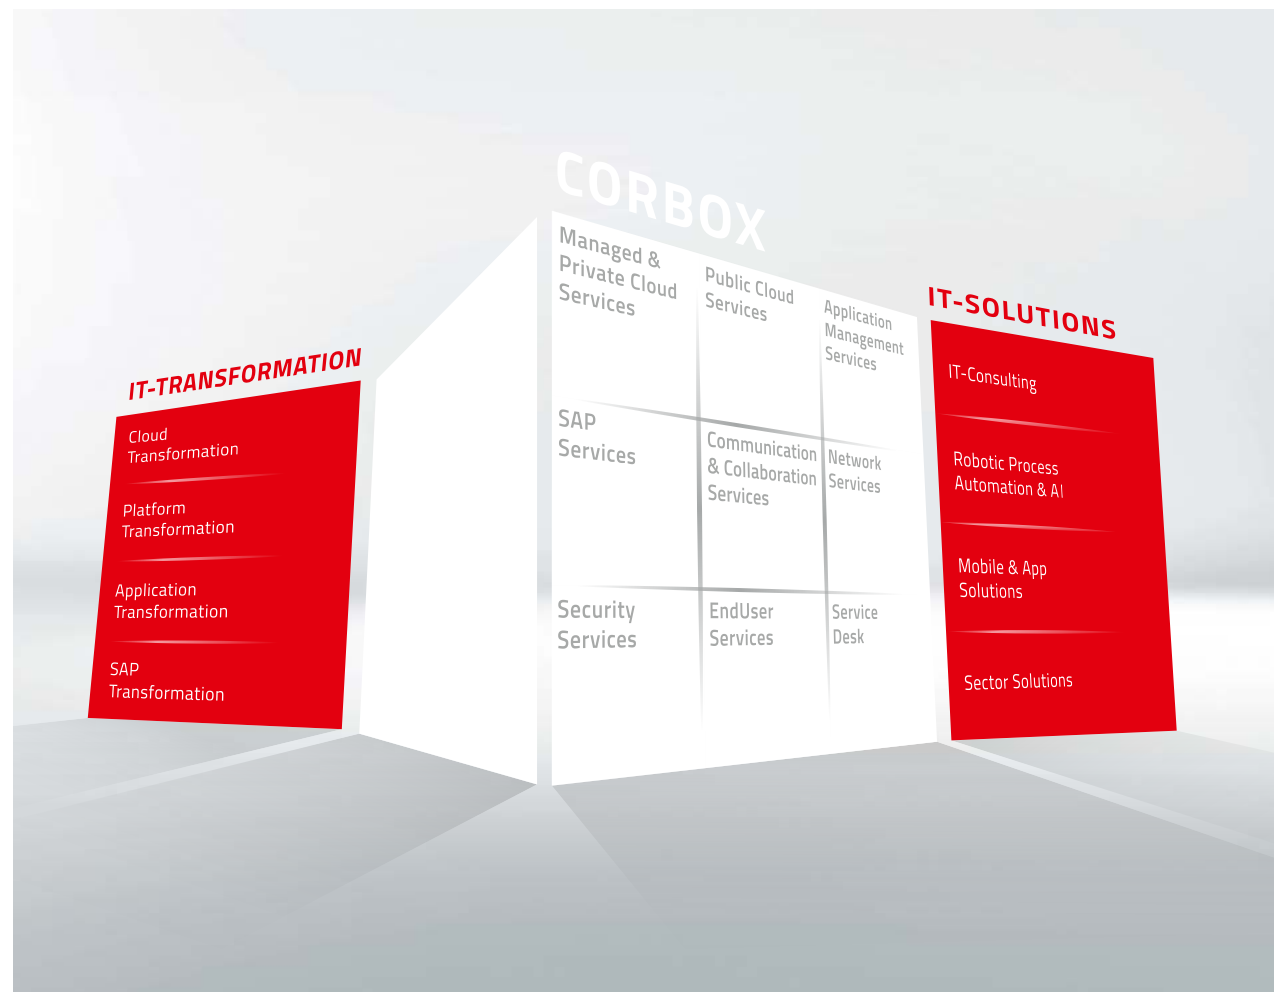 IT-TRANSFORMATION
Cloud
Transformation
Platform
Transformation
Application
Transformation
SAP
Transformation
CORBOX
Managed &
Private Cloud
Services
Public Cloud
Services
Application
Management
Services
SAP
Services
Communication
& Collaboration
Services
Network
Services
Security
Services
EndUser
Services
Service
Desk
IT-SOLUTIONS
IT-Consulting
Robotic Process
Automation & AI
Mobile & App
Solutions
Sector Solutions